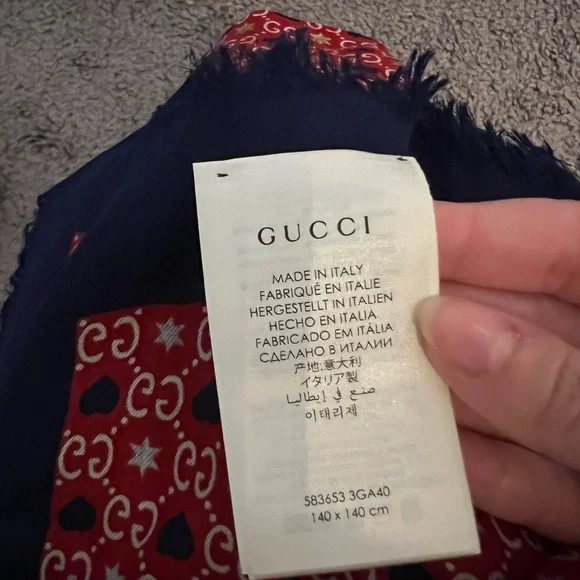 GUCCI
MADE IN ITALY
FABRIQUÉ EN ITALIE
HERGESTELLT IN ITALIEN
HECHO EN ITALIA
FABRICADO EM ITÁLIA
СДЕЛАНО В ИТАЛИИ
产地:意大利
イタリア製
صنع في إيطاليا
이태리제
583653 3GA40
140 x 140 cm